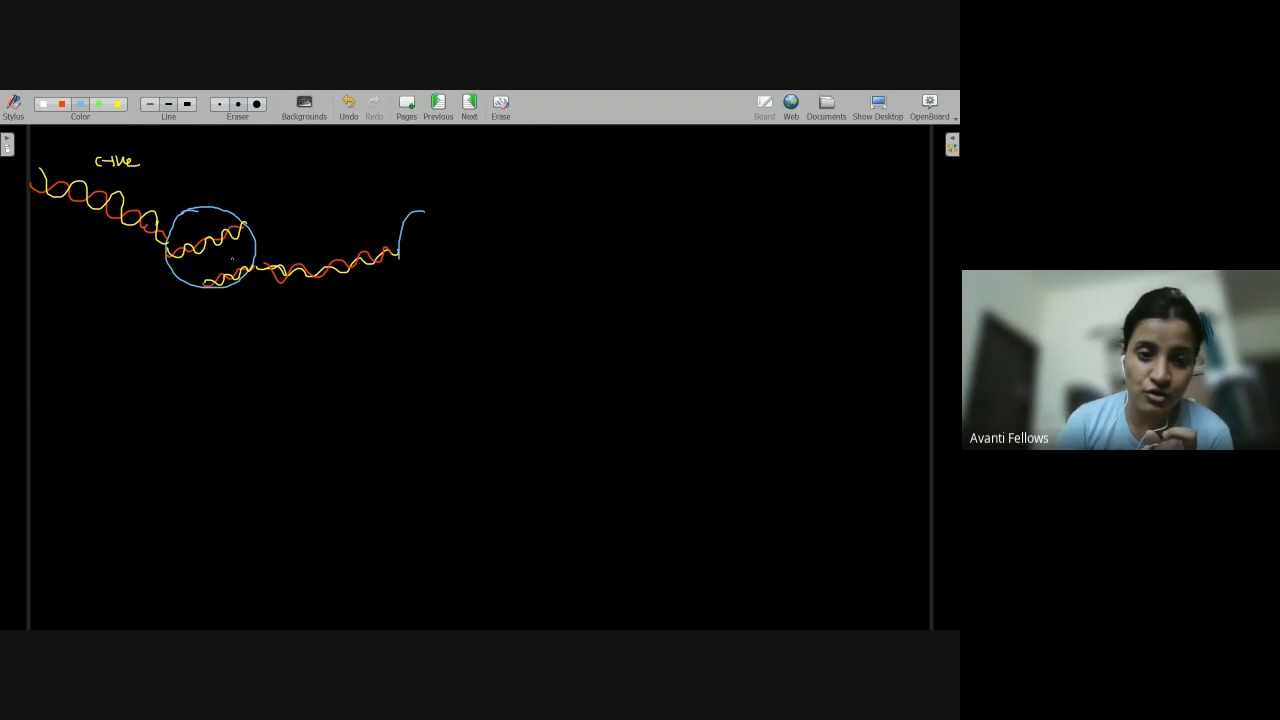 Stylus
Color
Line
Eraser
Backgrounds
Undo
Redo
Pages
Previous
Next
Erase
Board
Web
Documents
Show Desktop
OpenBoard
Avanti Fellows